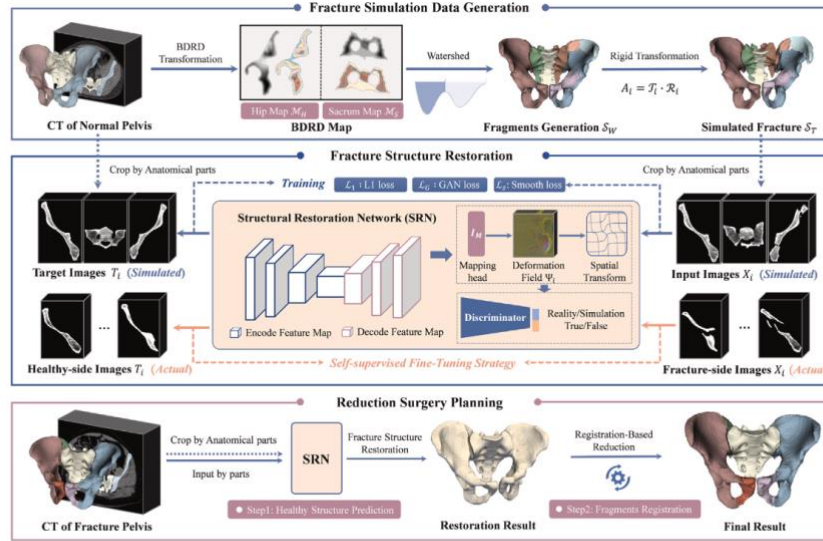 Fracture Simulation Data Generation
BDRD
Transformation
Watershed
Rigid Transformation
A_i = 𝒯_i · ℛ_i
Hip Map ℳ_H
Sacrum Map ℳ_S
CT of Normal Pelvis
BDRD Map
Fragments Generation 𝒮_W
Simulated Fracture 𝒮_T
Fracture Structure Restoration
Crop by Anatomical parts
Crop by Anatomical parts
Training
ℒ_1 : L1 loss
ℒ_G : GAN loss
ℒ_s: Smooth loss
Structural Restoration Network (SRN)
Mapping
head
Deformation
Field Ψ_i
Spatial
Transform
Target Images T_i (Simulated)
Input Images X_i (Simulated)
Discriminator
Reality/Simulation
True/False
Encode Feature Map
Decode Feature Map
...
...
Self-supervised Fine-Tuning Strategy
Healthy-side Images T_i (Actual)
Fracture-side Images X_i (Actual
Reduction Surgery Planning
Crop by Anatomical parts
Input by parts
SRN
Fracture Structure
Restoration
Registration-Based
Reduction
Step1: Healthy Structure Prediction
Step2: Fragments Registration
CT of Fracture Pelvis
Restoration Result
Final Result